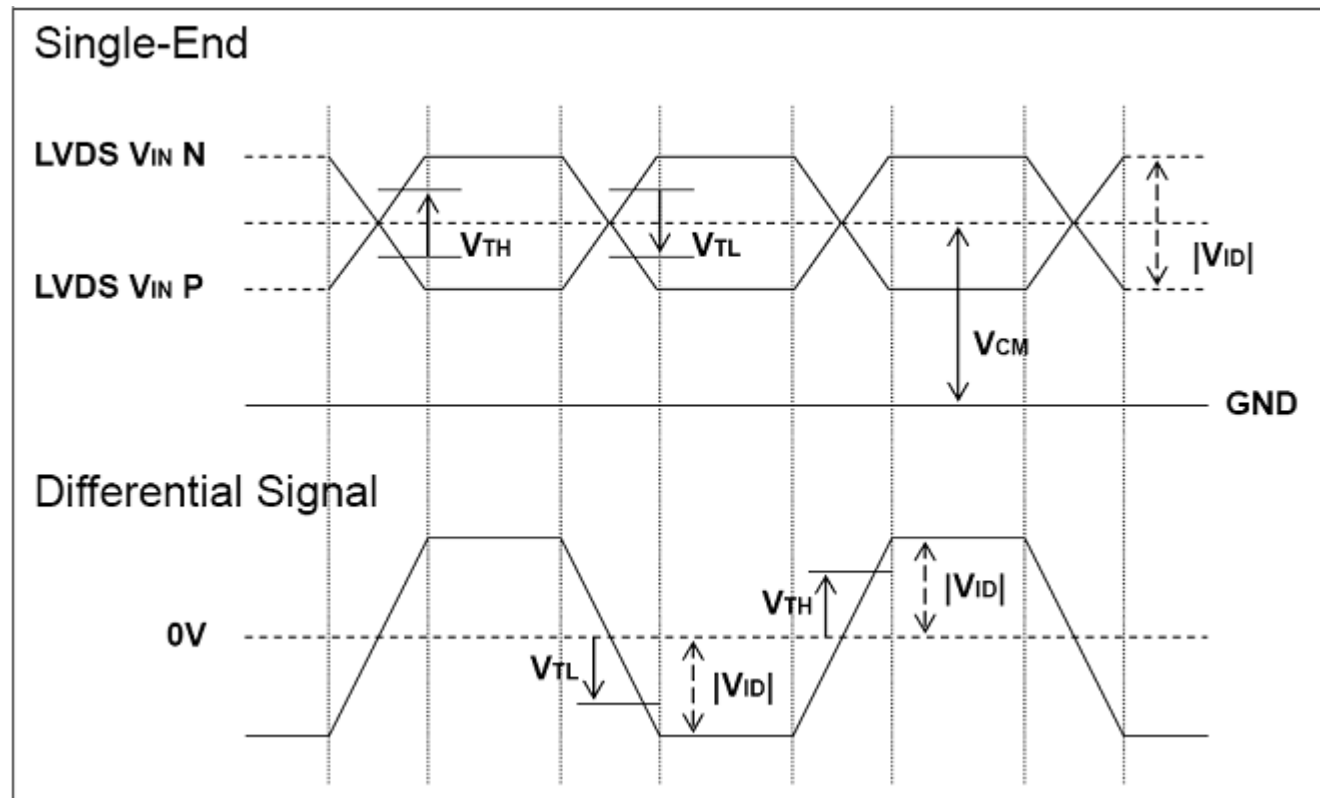 Single-End
LVDS VIN N
VTH
VTL
|VID|
LVDS VIN P
VCM
GND
Differential Signal
VTH
|VID|
0V
VTL
|VID|